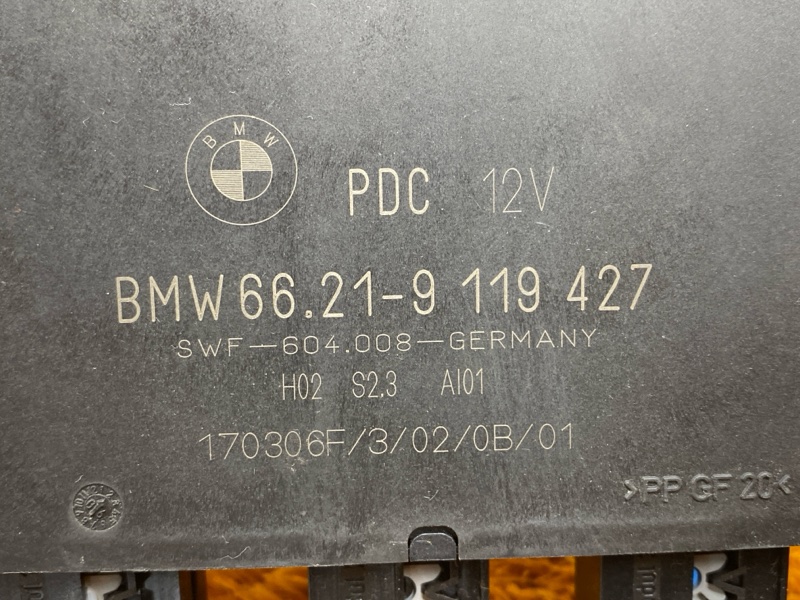 BMW
PDC 12V
BMW 66.21-9 119 427
SWF-604.008-GERMANY
H02 S2,3 AI01
170306F/3/02/0B/01
>PP GF 20<